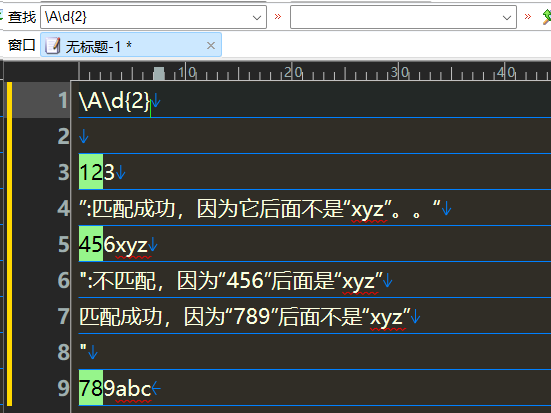 查找 \A\d{2} » »
窗口 无标题-1 * ×
10 20 30 40
1 \A\d{2}↓
2 ↓
3 123↓
4 ”:匹配成功，因为它后面不是“xyz”。。“↓
5 456xyz↓
6 ":不匹配，因为“456”后面是“xyz”↓
7 匹配成功，因为“789”后面不是“xyz”↓
8 "↓
9 789abc←